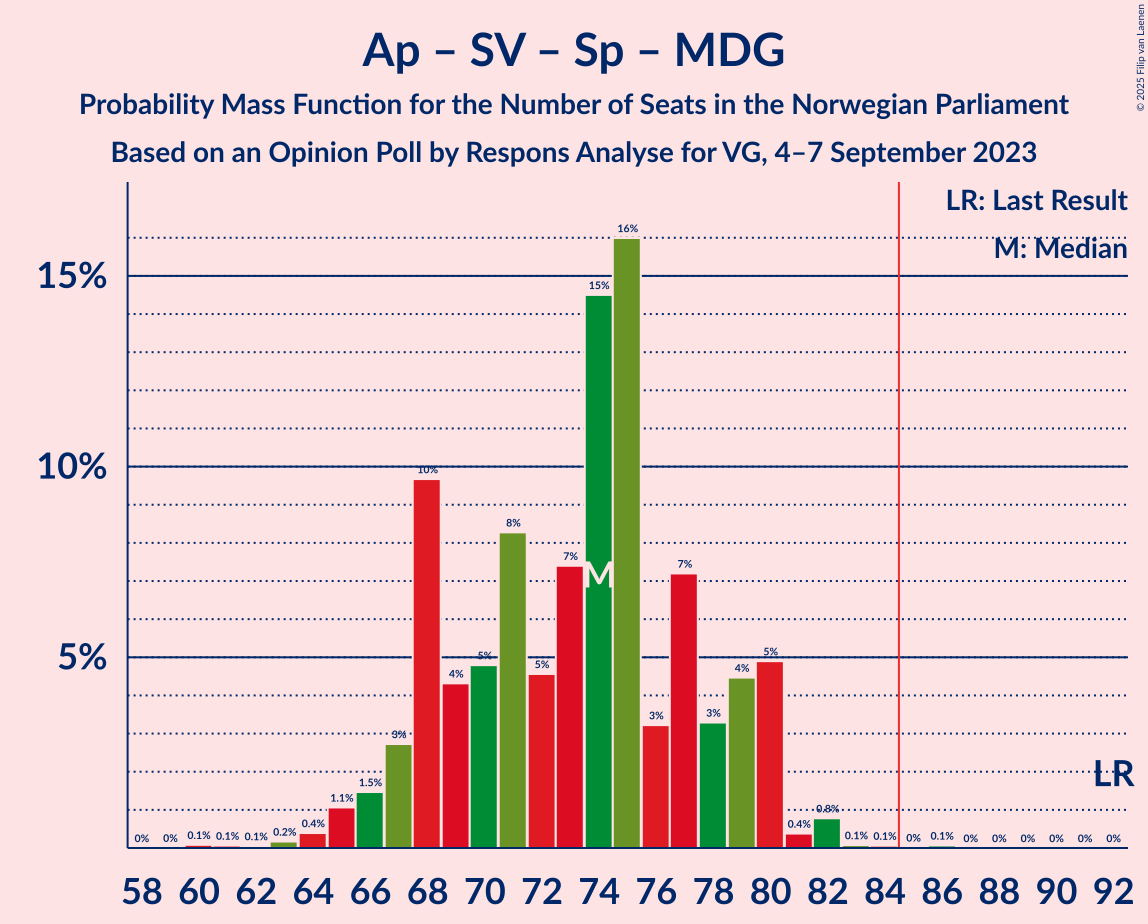 Ap – SV – Sp – MDG
Probability Mass Function for the Number of Seats in the Norwegian Parliament
Based on an Opinion Poll by Respons Analyse for VG, 4–7 September 2023
© 2025 Filip van Laenen
LR: Last Result
M: Median
15%
10%
5%
0% 0% 0.1% 0.1% 0.1% 0.2% 0.4% 1.1% 1.5% 3% 10% 4% 5% 8% 5% 7% 15% 16% 3% 7% 3% 4% 5% 0.4% 0.8% 0.1% 0.1% 0% 0.1% 0% 0% 0% 0% 0% 0%
M
LR
58 60 62 64 66 68 70 72 74 76 78 80 82 84 86 88 90 92